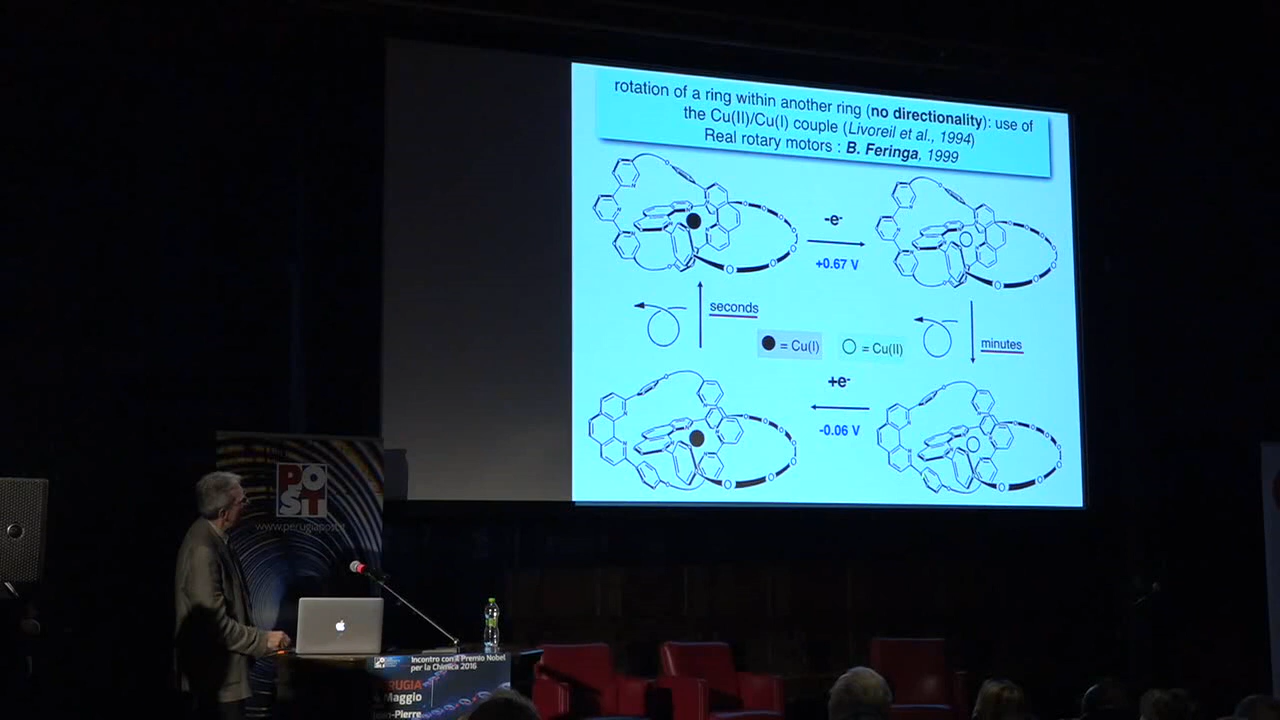 rotation of a ring within another ring (no directionality): use of
the Cu(II)/Cu(I) couple (Livoreil et al., 1994)
Real rotary motors : B. Feringa, 1999
-e-
+0.67 V
seconds
minutes
= Cu(I)
= Cu(II)
+e-
-0.06 V
POST
www.perugiapost.it
Incontro con il Premio Nobel
per la Chimica 2016
Maggio